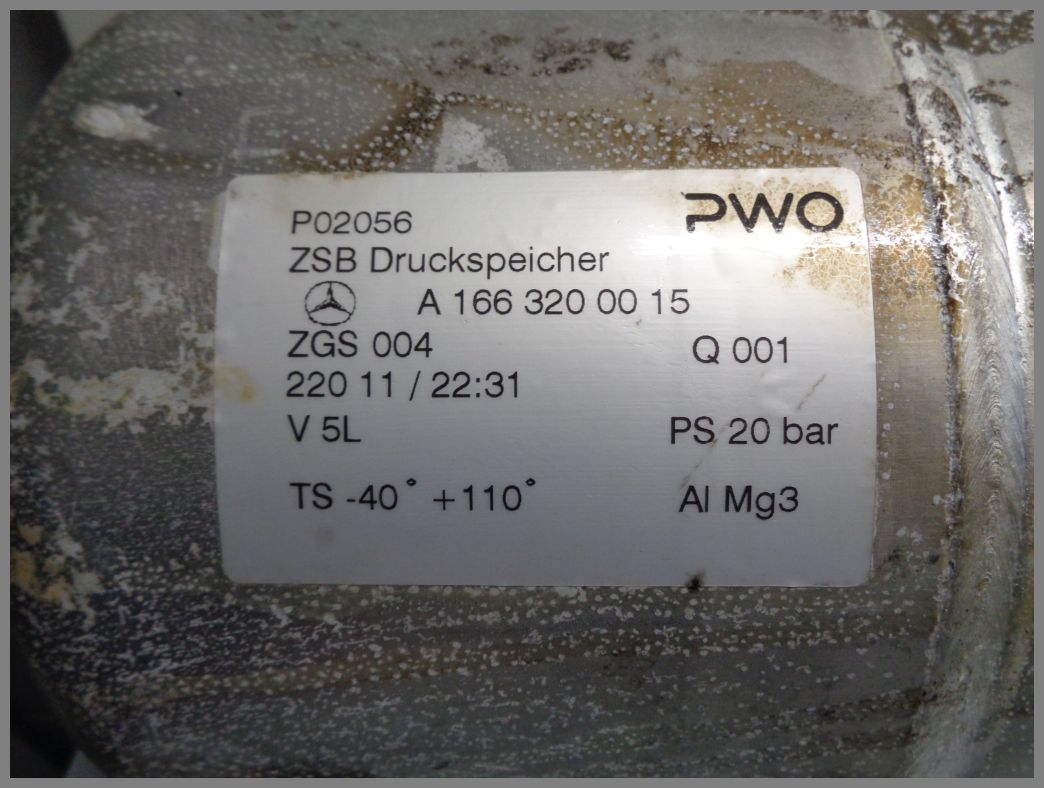 P02056 PWO
ZSB Druckspeicher
A 166 320 00 15
ZGS 004 Q 001
220 11 / 22:31
V 5L PS 20 bar
TS -40° +110° Al Mg3